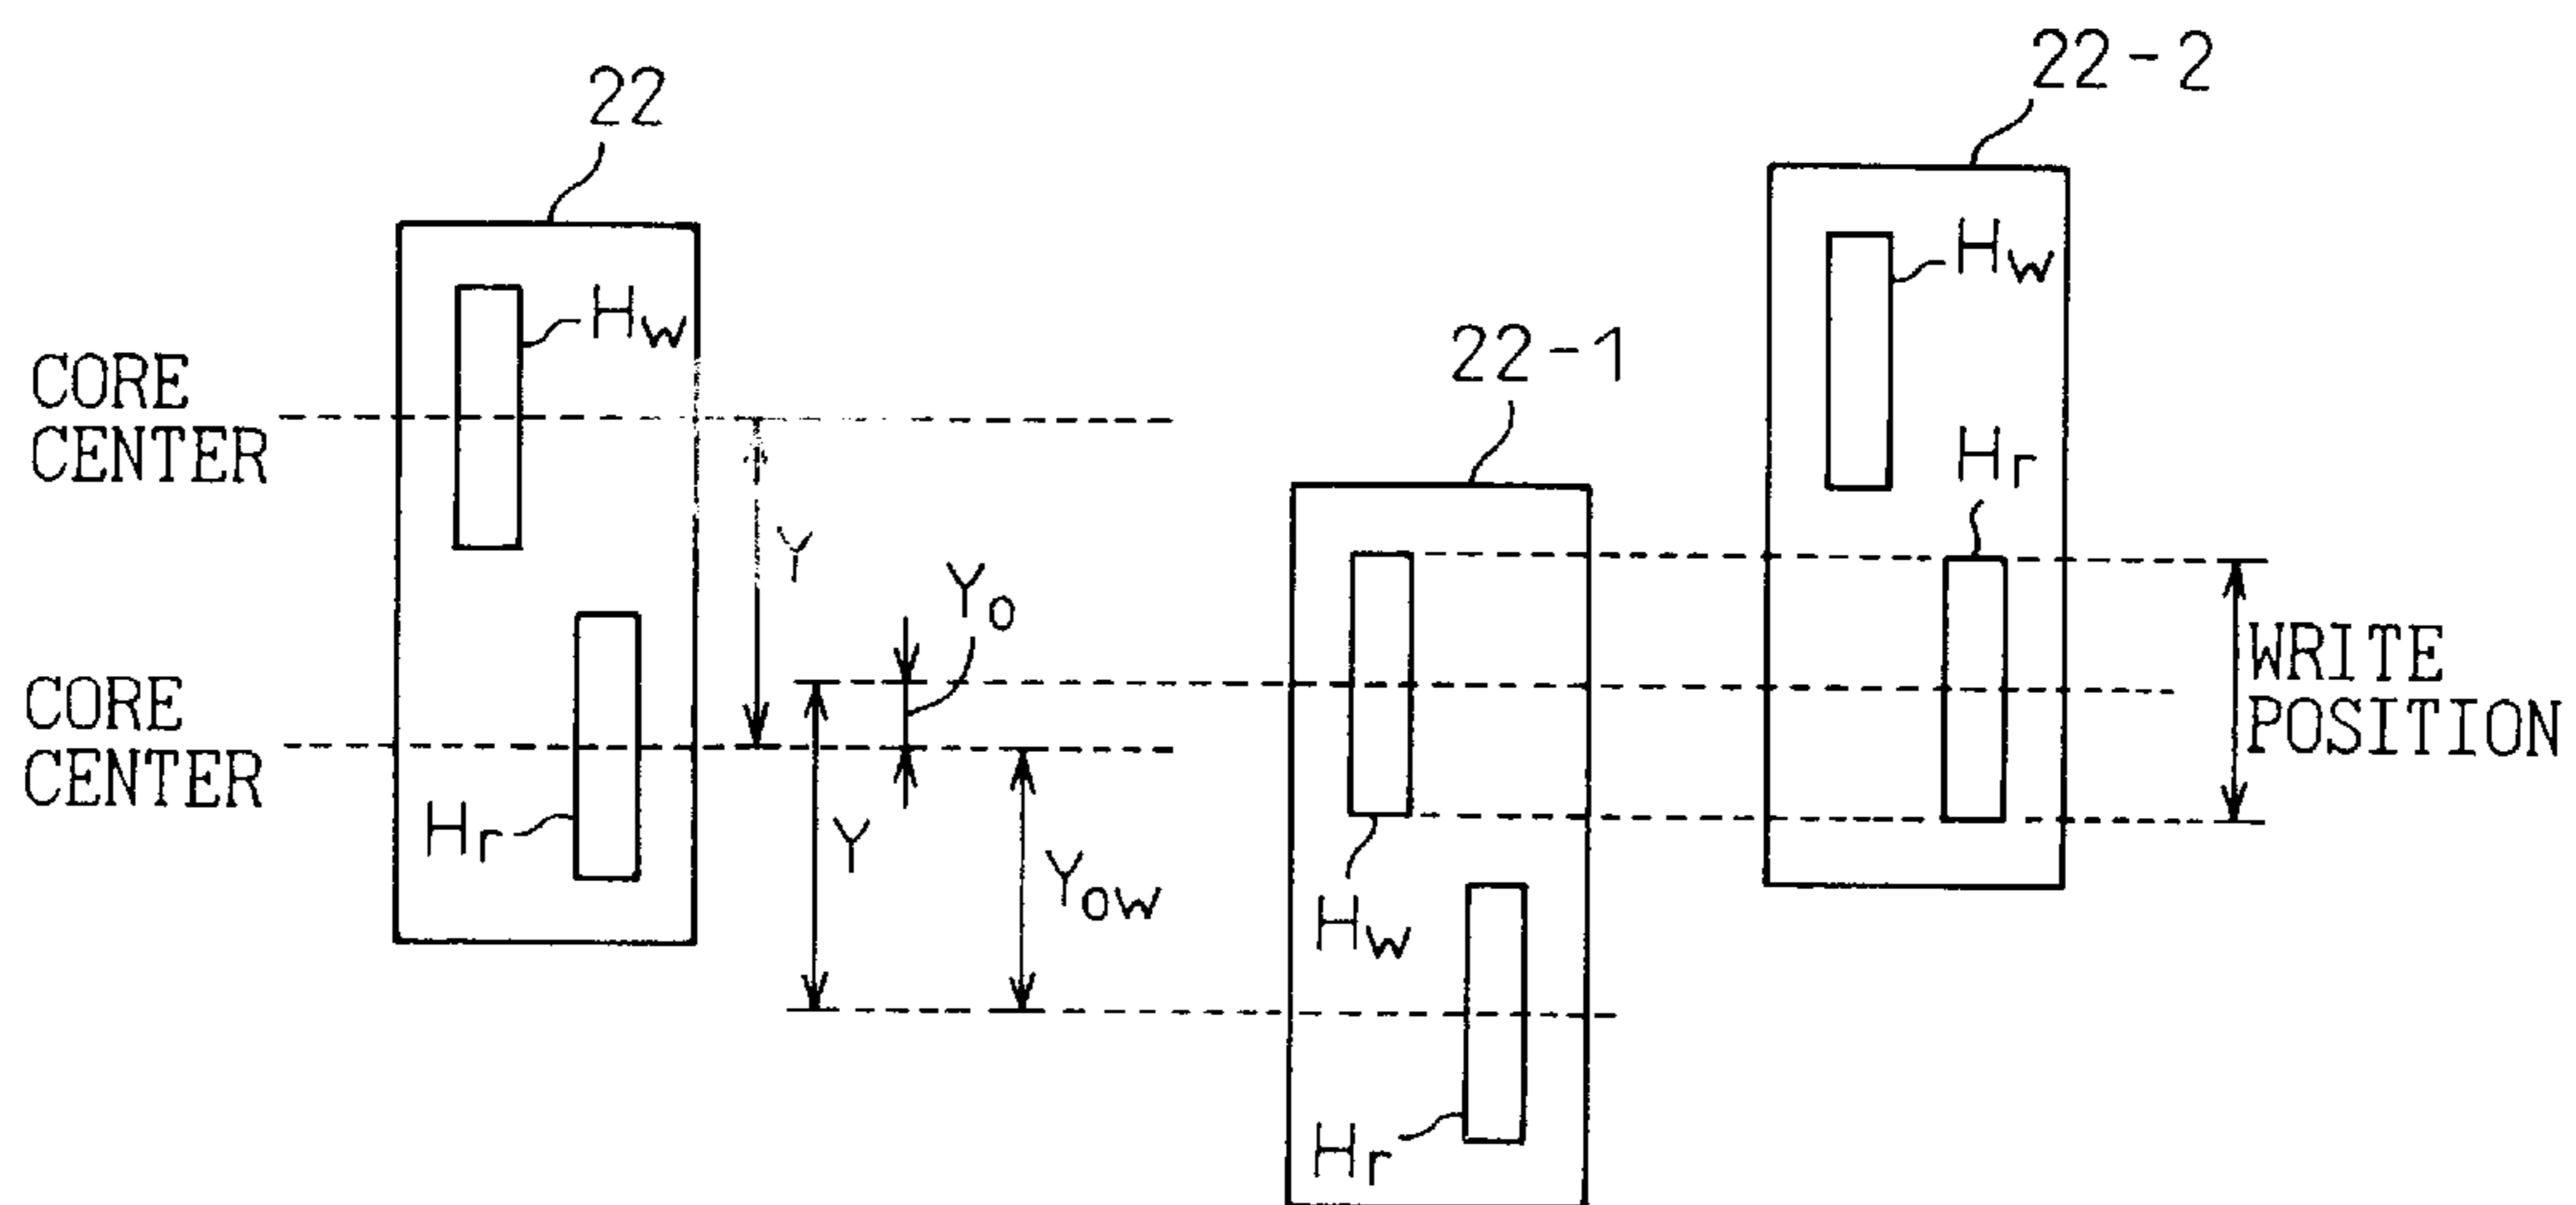 22
22-2
22-1
Hw
Hw
Hr
CORE
CENTER
Y
Yo
CORE
CENTER
Hr
Y
Yow
Hw
Hr
WRITE
POSITION